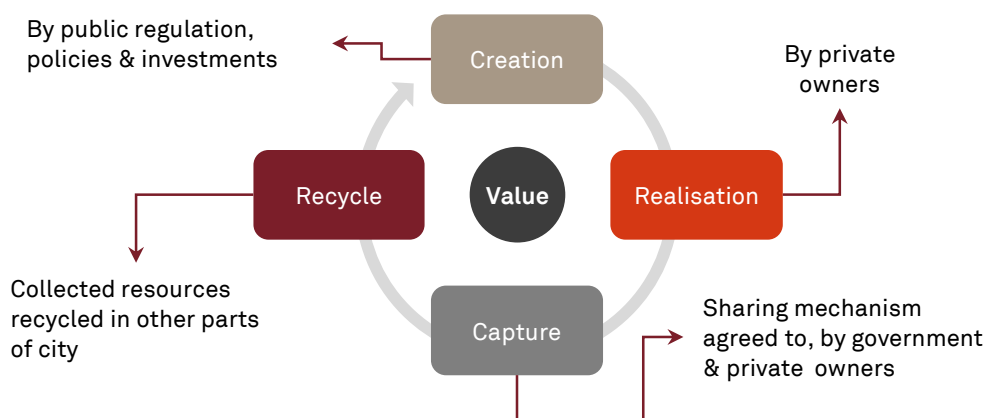 By public regulation,
policies & investments
Creation
By private
owners
Recycle
Value
Realisation
Collected resources
recycled in other parts
of city
Capture
Sharing mechanism
agreed to, by government
& private owners